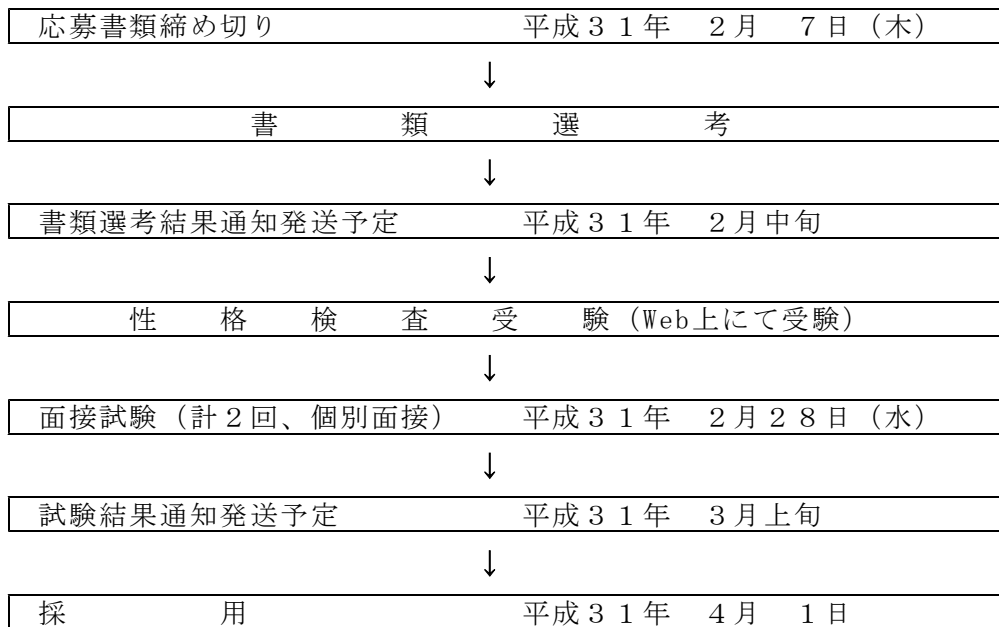 応募書類締め切り　平成３１年　２月　７日（木）
↓
書　類　選　考
↓
書類選考結果通知発送予定　平成３１年　２月中旬
↓
性　格　検　査　受　験（Web上にて受験）
↓
面接試験（計２回、個別面接）　平成３１年　２月２８日（水）
↓
試験結果通知発送予定　平成３１年　３月上旬
↓
採　用　平成３１年　４月　１日